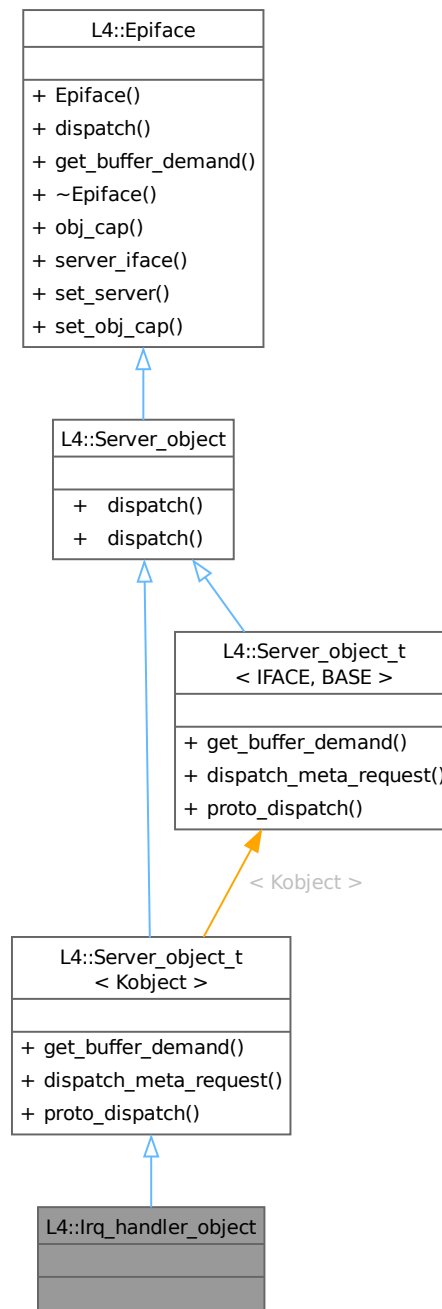 L4::Epiface
+ Epiface()
+ dispatch()
+ get_buffer_demand()
+ ~Epiface()
+ obj_cap()
+ server_iface()
+ set_server()
+ set_obj_cap()
L4::Server_object
+ dispatch()
+ dispatch()
L4::Server_object_t
< IFACE, BASE >
+ get_buffer_demand()
+ dispatch_meta_request()
+ proto_dispatch()
< Kobject >
L4::Server_object_t
< Kobject >
+ get_buffer_demand()
+ dispatch_meta_request()
+ proto_dispatch()
L4::Irq_handler_object